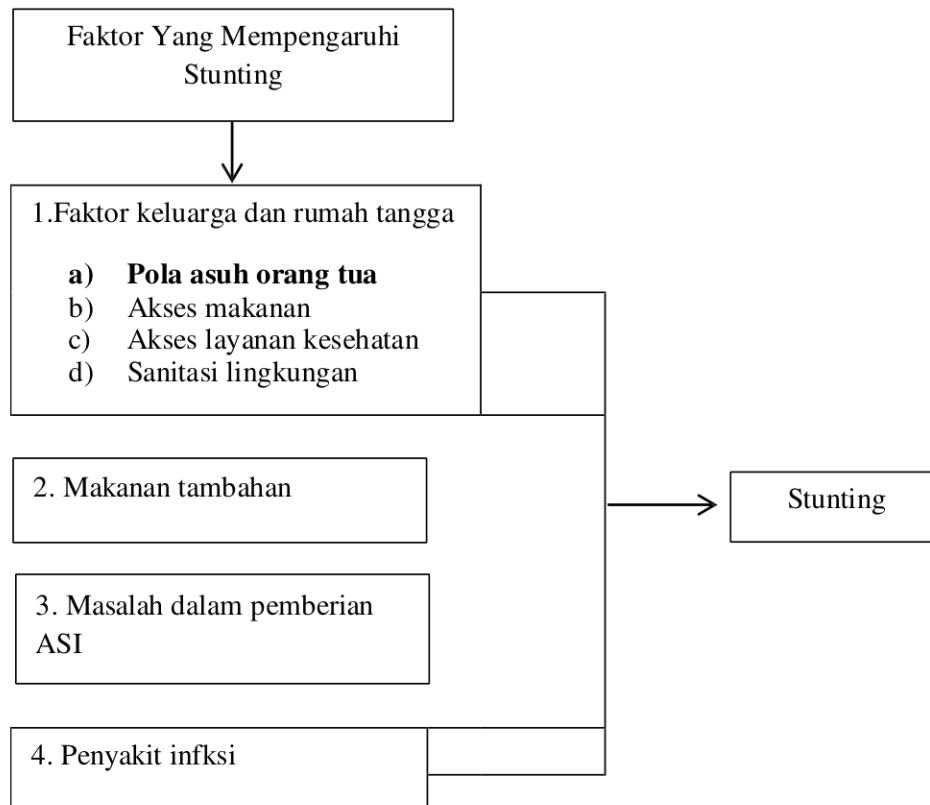 Faktor Yang Mempengaruhi
Stunting
1.Faktor keluarga dan rumah tangga
a) Pola asuh orang tua
b) Akses makanan
c) Akses layanan kesehatan
d) Sanitasi lingkungan
2. Makanan tambahan
Stunting
3. Masalah dalam pemberian
ASI
4. Penyakit infksi